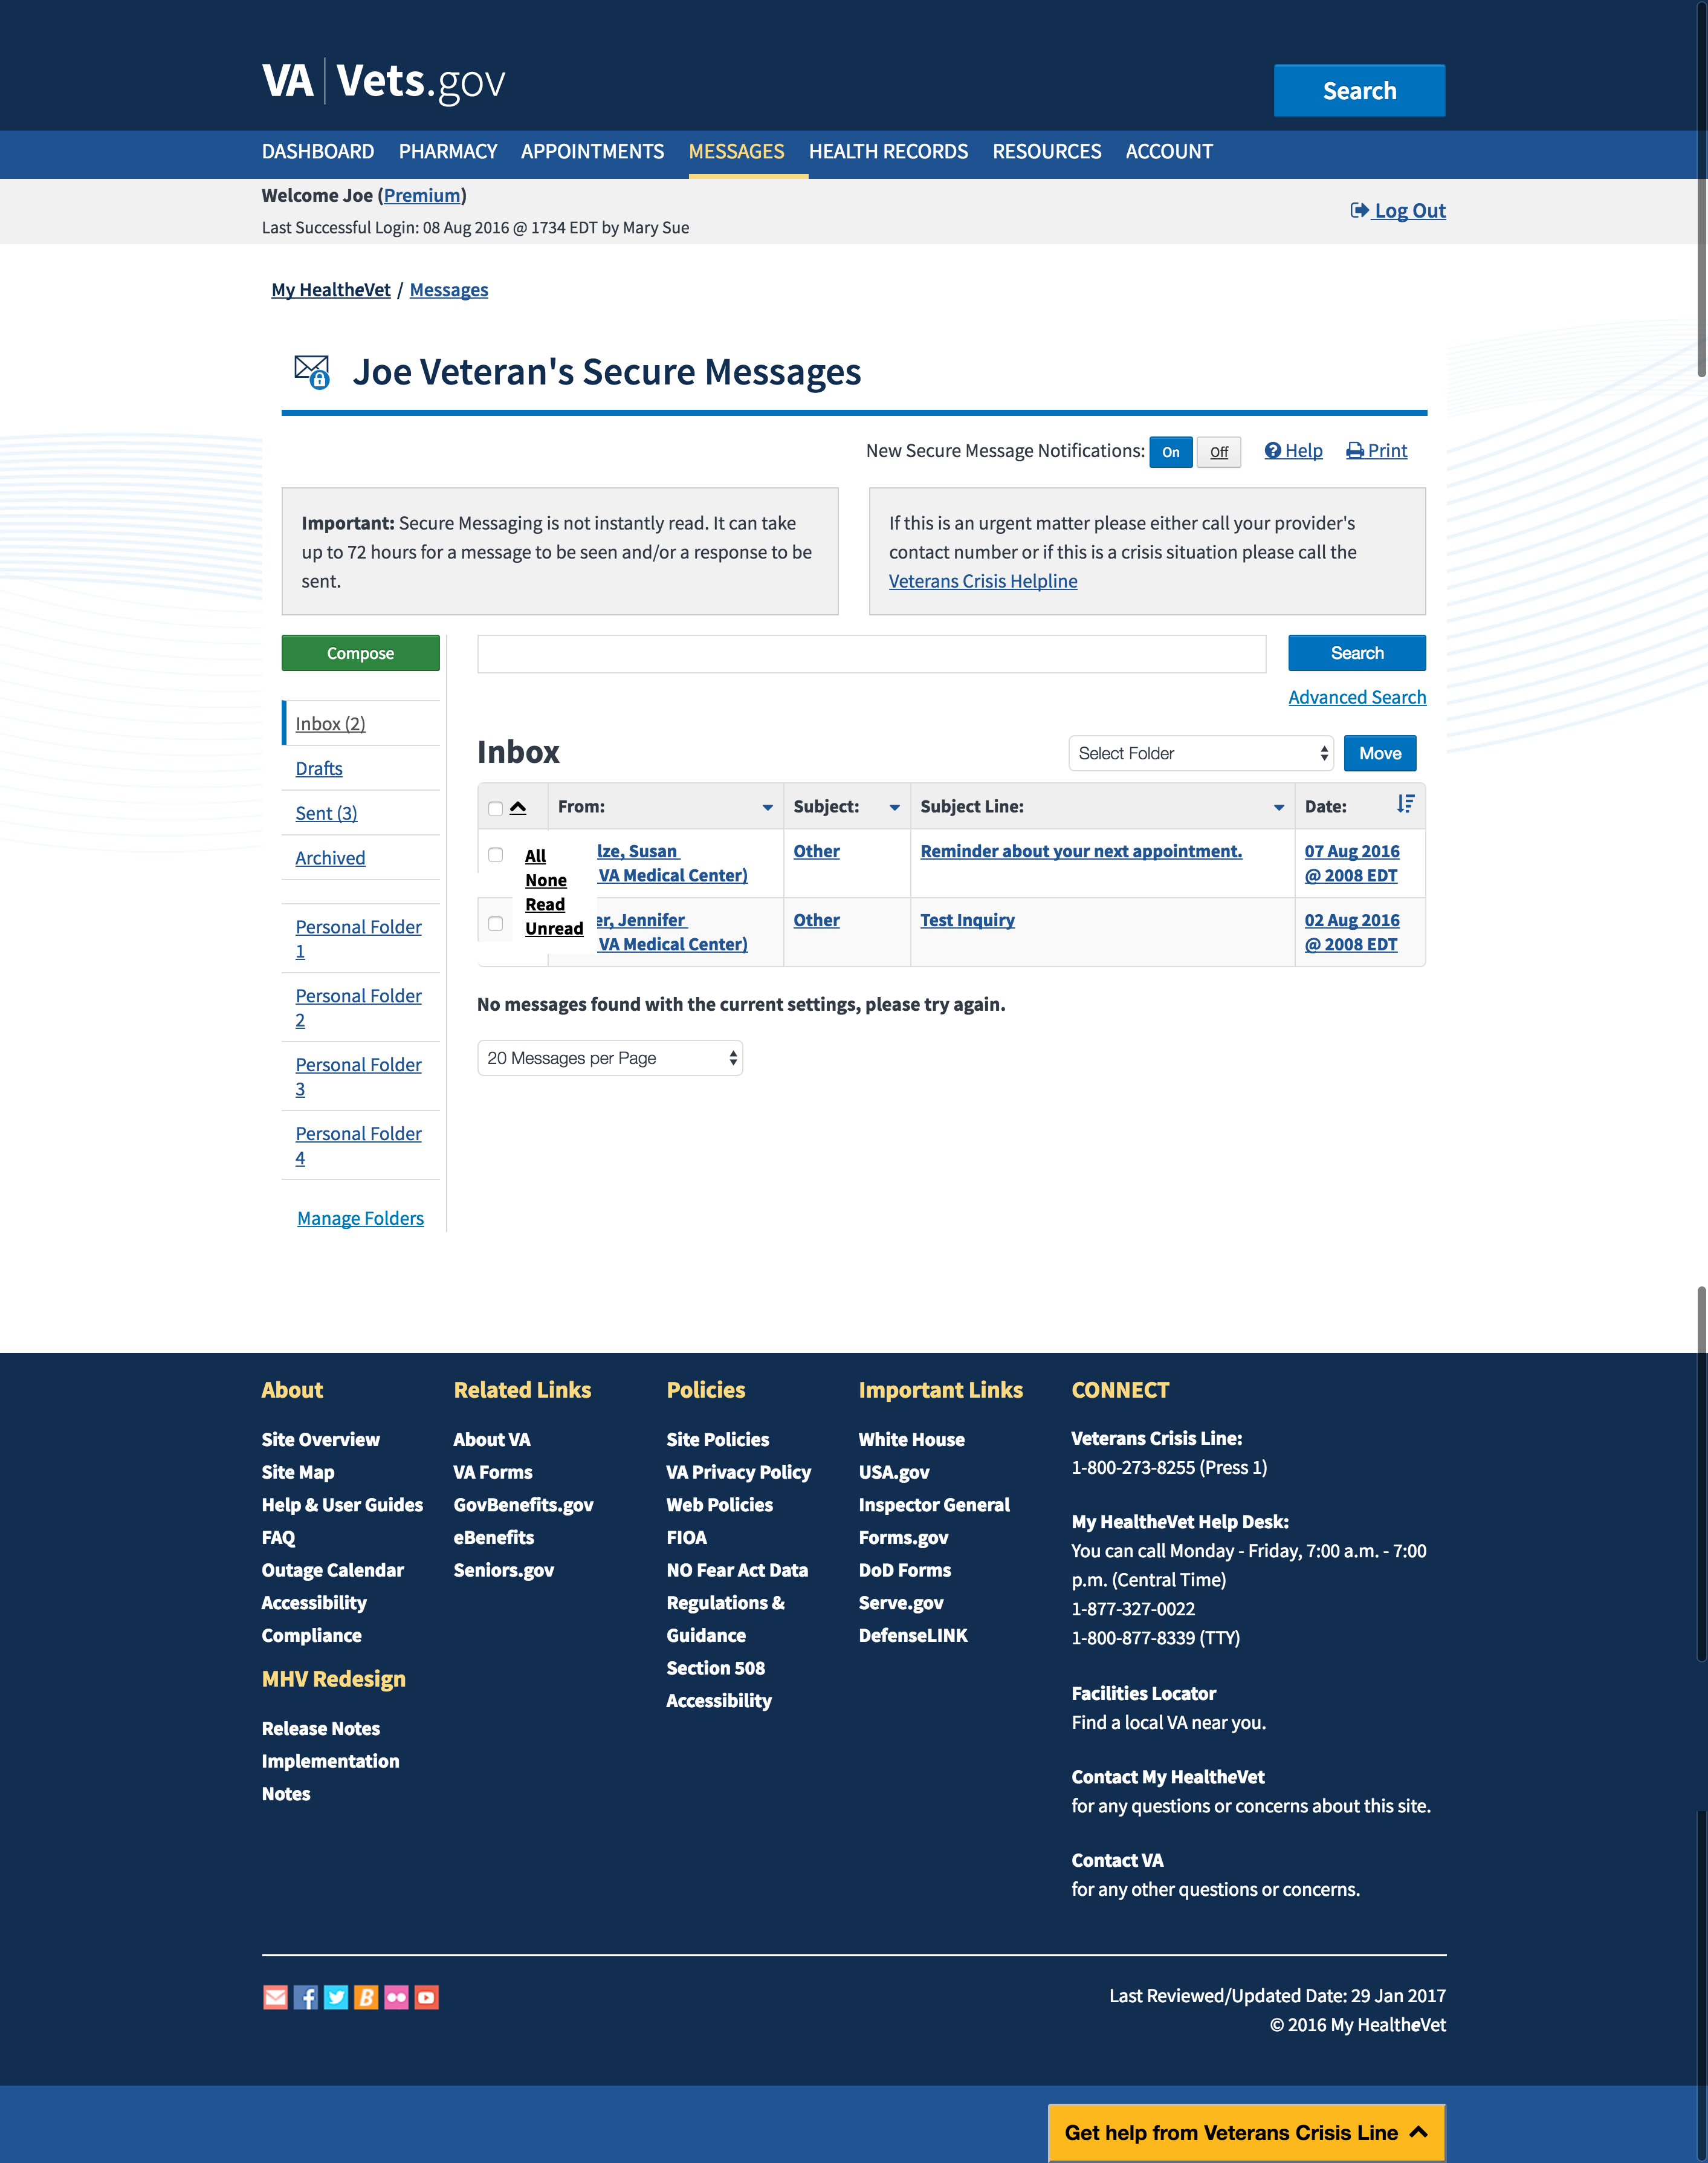 VA | Vets.gov
Search
DASHBOARD PHARMACY APPOINTMENTS MESSAGES HEALTH RECORDS RESOURCES ACCOUNT
Welcome Joe (Premium)
Log Out
Last Successful Login: 08 Aug 2016 @ 1734 EDT by Mary Sue
My HealtheVet / Messages
Joe Veteran's Secure Messages
New Secure Message Notifications: On Off Help Print
Important: Secure Messaging is not instantly read. It can take
up to 72 hours for a message to be seen and/or a response to be
sent.
If this is an urgent matter please either call your provider's
contact number or if this is a crisis situation please call the
Veterans Crisis Helpline
Compose
Search
Advanced Search
Inbox (2)
Drafts
Sent (3)
Archived
Personal Folder
1
Personal Folder
2
Personal Folder
3
Personal Folder
4
Manage Folders
Inbox
Select Folder
Move
From: Subject: Subject Line: Date:
All
None
Read
Unread
lze, Susan
VA Medical Center)
Other
Reminder about your next appointment.
07 Aug 2016
@ 2008 EDT
er, Jennifer
VA Medical Center)
Other
Test Inquiry
02 Aug 2016
@ 2008 EDT
No messages found with the current settings, please try again.
20 Messages per Page
About
Site Overview
Site Map
Help & User Guides
FAQ
Outage Calendar
Accessibility
Compliance
MHV Redesign
Release Notes
Implementation
Notes
Related Links
About VA
VA Forms
GovBenefits.gov
eBenefits
Seniors.gov
Policies
Site Policies
VA Privacy Policy
Web Policies
FIOA
NO Fear Act Data
Regulations &
Guidance
Section 508
Accessibility
Important Links
White House
USA.gov
Inspector General
Forms.gov
DoD Forms
Serve.gov
DefenseLINK
CONNECT
Veterans Crisis Line:
1-800-273-8255 (Press 1)
My HealtheVet Help Desk:
You can call Monday - Friday, 7:00 a.m. - 7:00
p.m. (Central Time)
1-877-327-0022
1-800-877-8339 (TTY)
Facilities Locator
Find a local VA near you.
Contact My HealtheVet
for any questions or concerns about this site.
Contact VA
for any other questions or concerns.
Last Reviewed/Updated Date: 29 Jan 2017
© 2016 My HealtheVet
Get help from Veterans Crisis Line